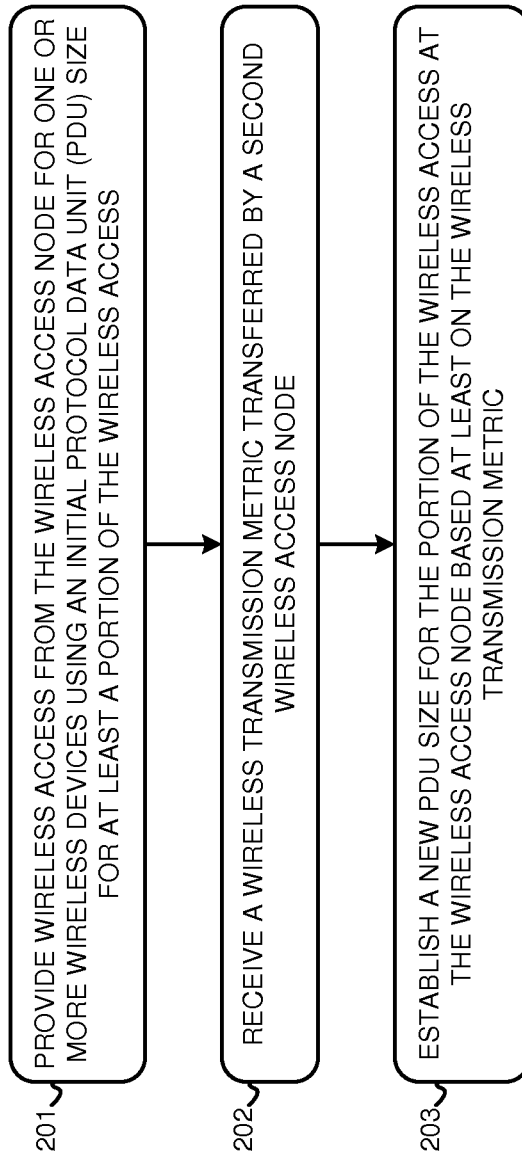 201
PROVIDE WIRELESS ACCESS FROM THE WIRELESS ACCESS NODE FOR ONE OR
MORE WIRELESS DEVICES USING AN INITIAL PROTOCOL DATA UNIT (PDU) SIZE
FOR AT LEAST A PORTION OF THE WIRELESS ACCESS
202
RECEIVE A WIRELESS TRANSMISSION METRIC TRANSFERRED BY A SECOND
WIRELESS ACCESS NODE
203
ESTABLISH A NEW PDU SIZE FOR THE PORTION OF THE WIRELESS ACCESS AT
THE WIRELESS ACCESS NODE BASED AT LEAST ON THE WIRELESS
TRANSMISSION METRIC